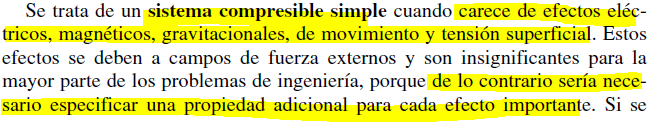 Se trata de un sistema compresible simple cuando carece de efectos eléc-
tricos, magnéticos, gravitacionales, de movimiento y tensión superficial. Estos
efectos se deben a campos de fuerza externos y son insignificantes para la
mayor parte de los problemas de ingeniería, porque de lo contrario sería nece-
sario especificar una propiedad adicional para cada efecto importante. Si se